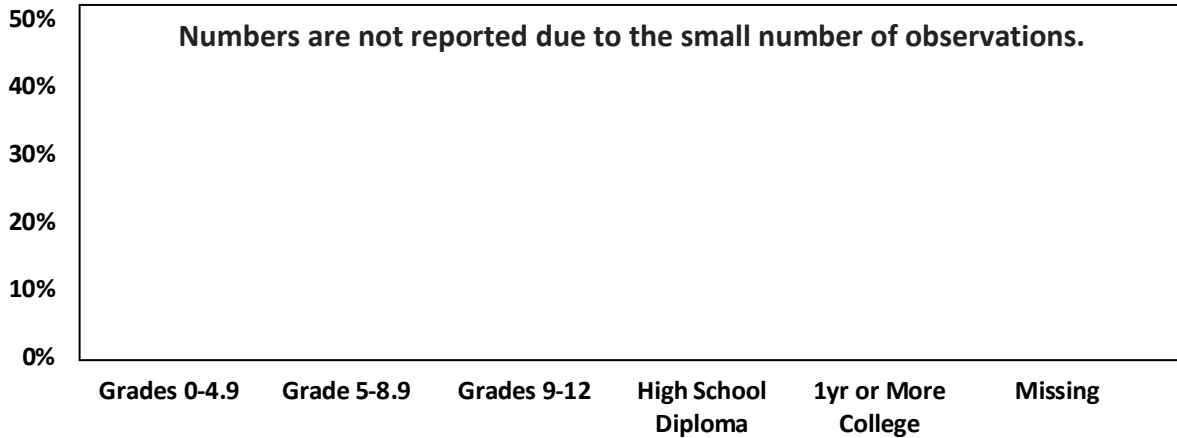 50%
Numbers are not reported due to the small number of observations.
40%
30%
20%
10%
0%
Grades 0-4.9 Grade 5-8.9 Grades 9-12 High School 1yr or More Missing
Diploma College